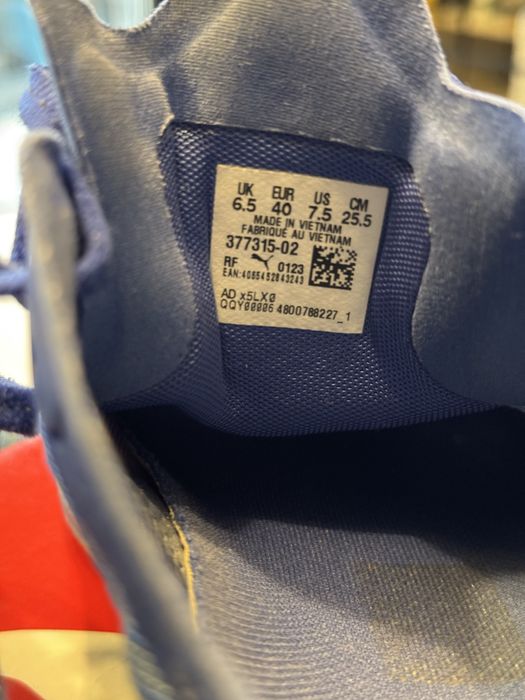 UK EUR US CM
6.5 40 7.5 25.5
MADE IN VIETNAM
FABRIQUÉ AU VIETNAM
377315-02
RF 0123
EAN:4065452843243
AD x5LX0
QQY00006 4800788227_1